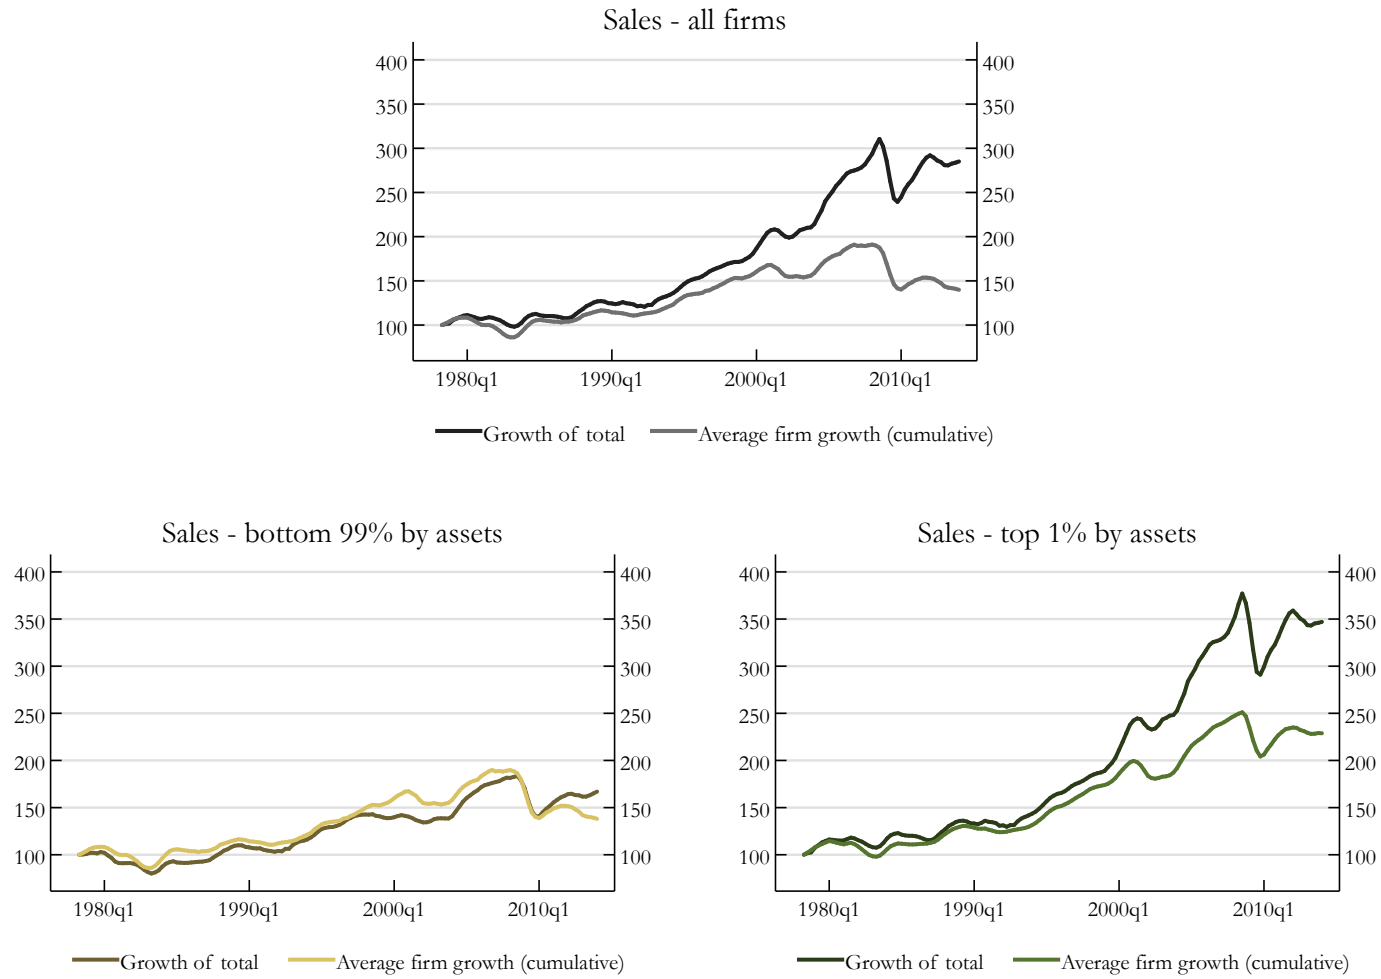 Sales - all firms
400 400
350 350
300 300
250 250
200 200
150 150
100 100
1980q1 1990q1 2000q1 2010q1
Growth of total Average firm growth (cumulative)
Sales - bottom 99% by assets
400 400
350 350
300 300
250 250
200 200
150 150
100 100
1980q1 1990q1 2000q1 2010q1
Growth of total Average firm growth (cumulative)
Sales - top 1% by assets
400 400
350 350
300 300
250 250
200 200
150 150
100 100
1980q1 1990q1 2000q1 2010q1
Growth of total Average firm growth (cumulative)